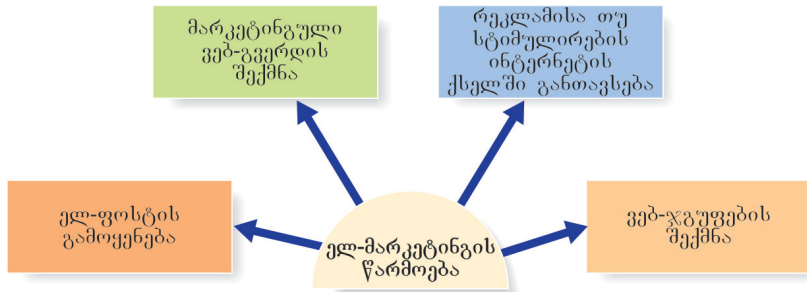 მარკეტინგული
ვებ-გვერდის
შექმნა
რეკლამისა თუ
სტიმულირების
ინტერნეტის
ქსელში განთავსება
ელ-ფოსტის
გამოყენება
ელ-მარკეტინგის
წარმოება
ვებ-ჯგუფების
შექმნა